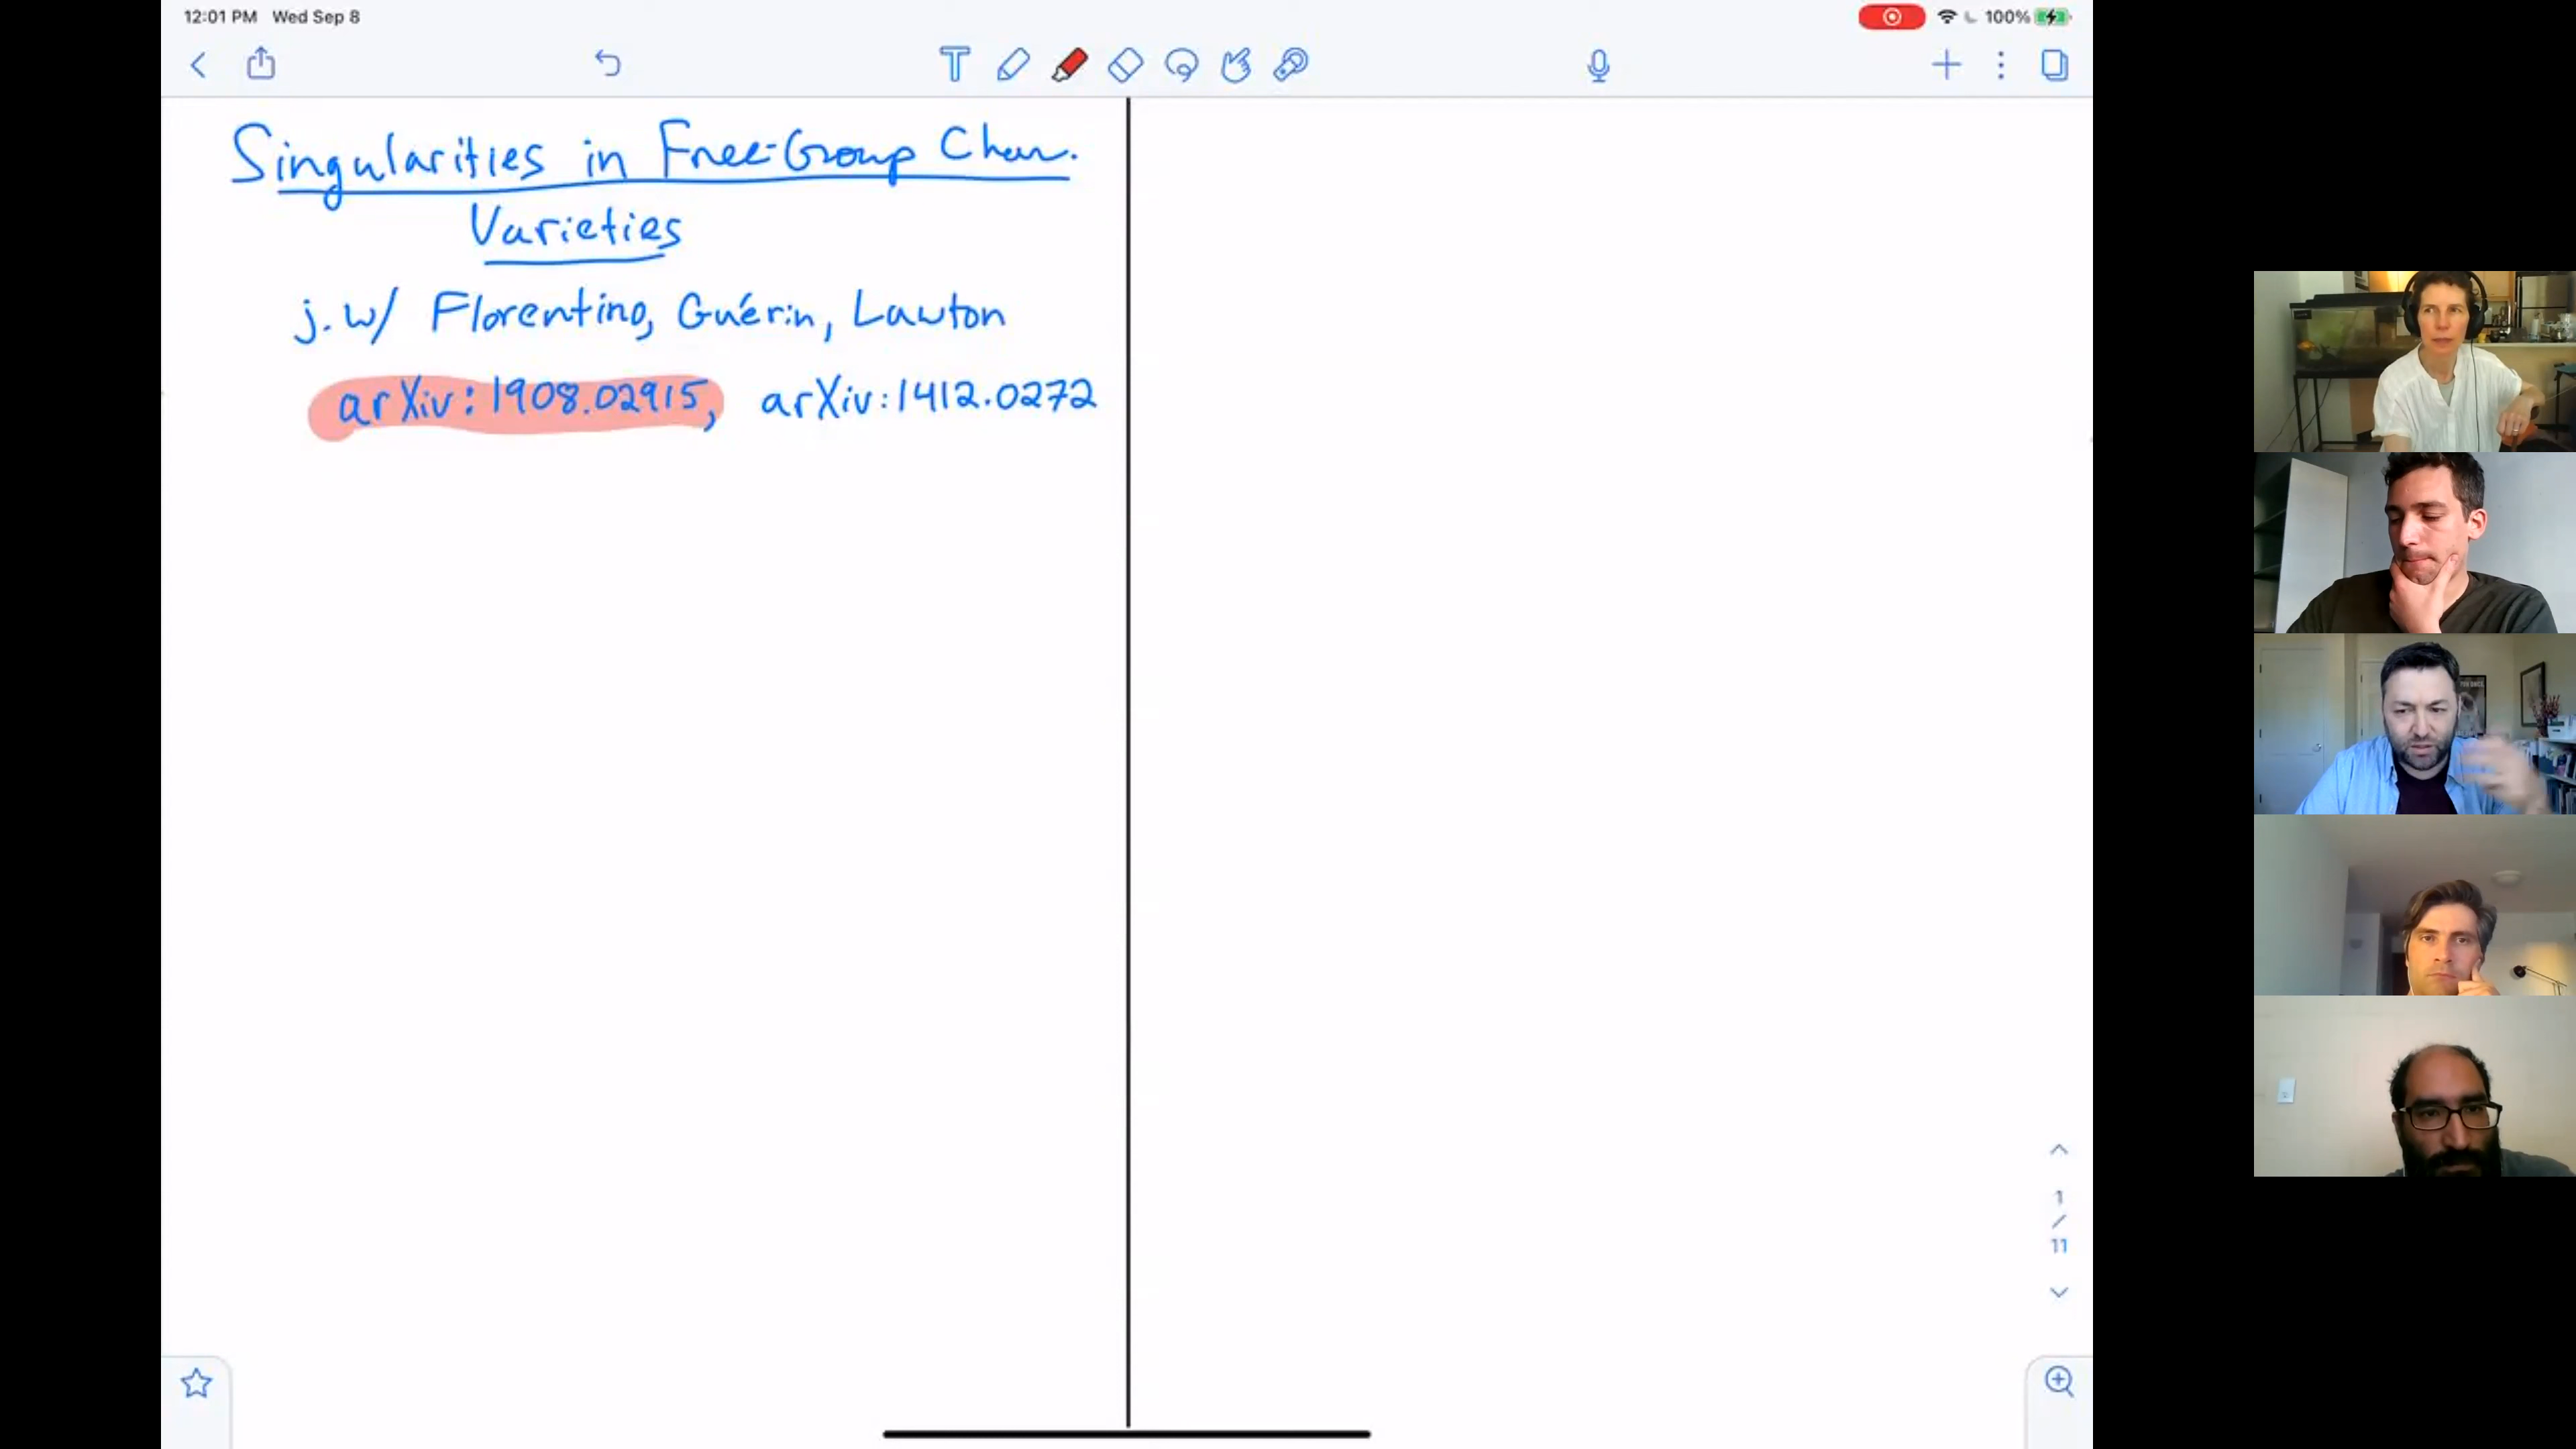 12:01 PM Wed Sep 8
100%
Singularities in Free-Group Char.
Varieties
j.w/ Florentino, Guérin, Lawton
arXiv:1908.02915, arXiv:1412.0272
1
/
11